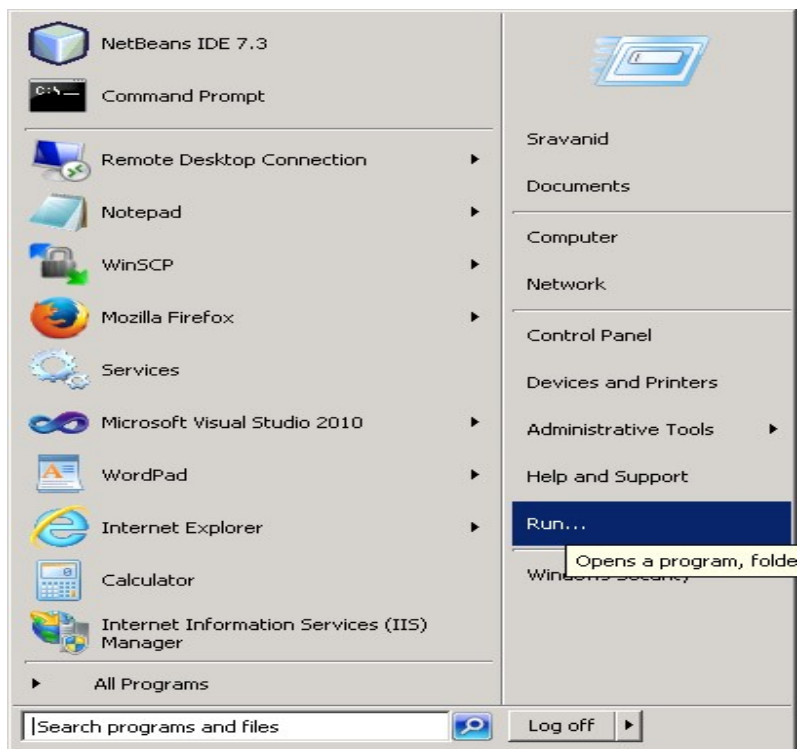 NetBeans IDE 7.3
C:\_
Command Prompt
Remote Desktop Connection
Notepad
WinSCP
Mozilla Firefox
Services
Microsoft Visual Studio 2010
WordPad
Internet Explorer
Calculator
Internet Information Services (IIS)
Manager
All Programs
Search programs and files
Sravanid
Documents
Computer
Network
Control Panel
Devices and Printers
Administrative Tools
Help and Support
Run...
Opens a program, folde
Windows Security
Log off